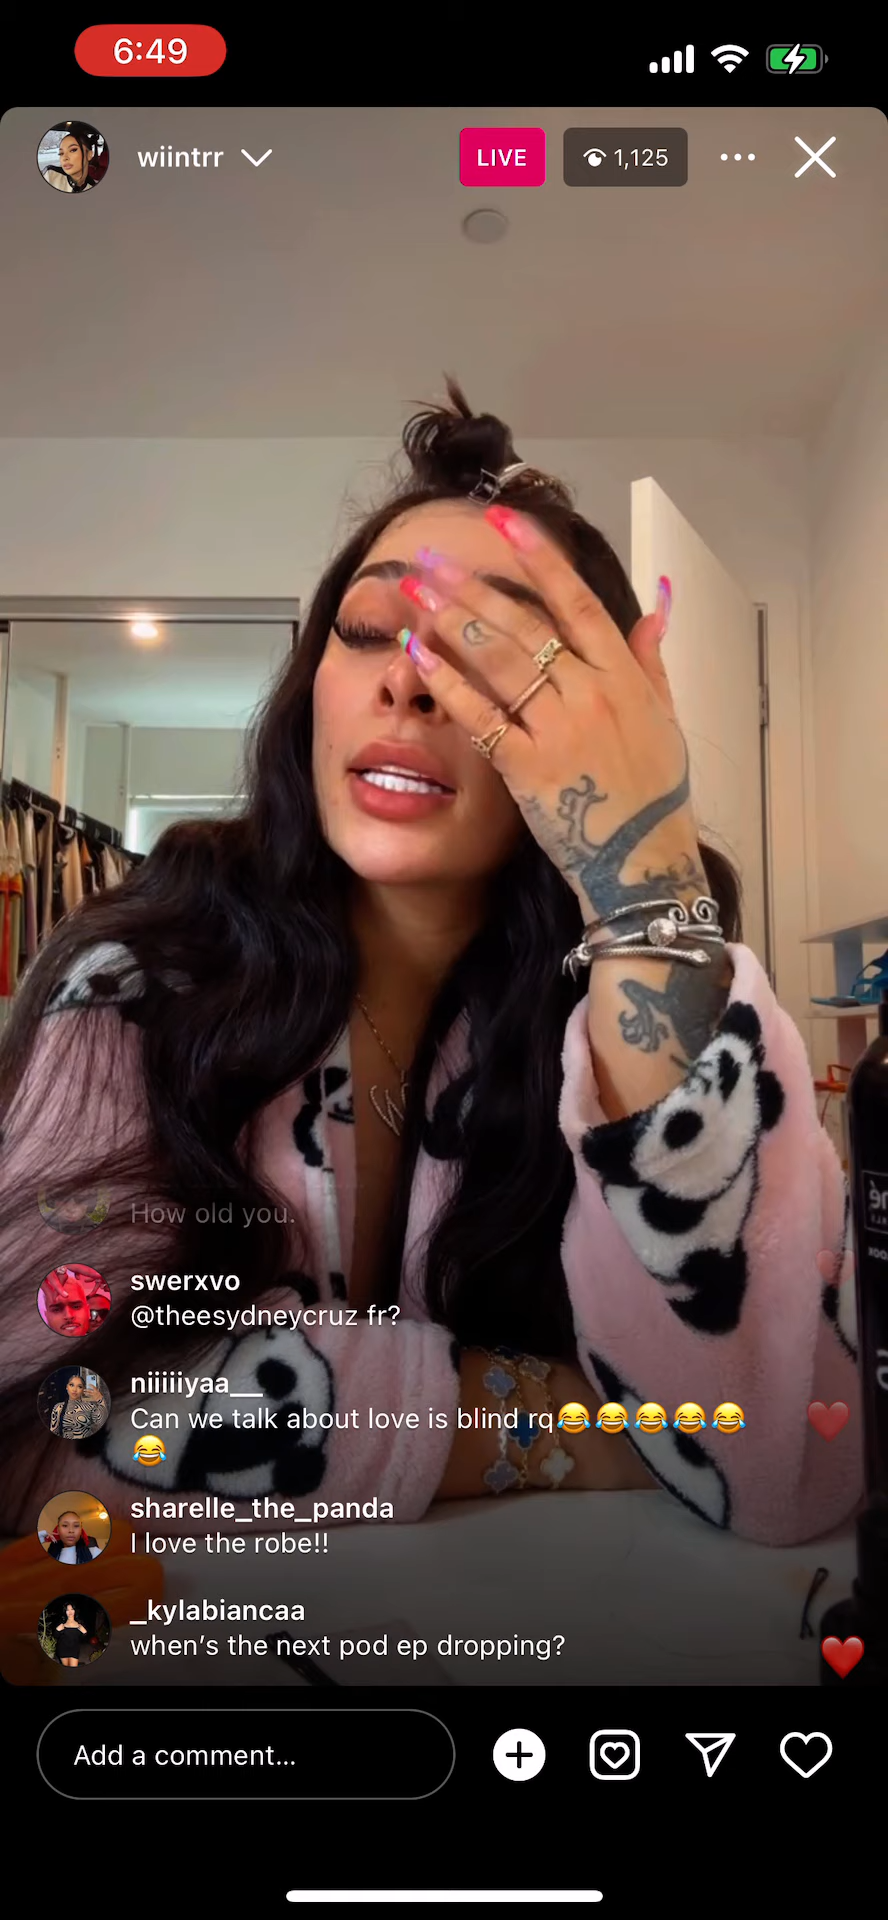 6:49
wiintrr
LIVE
1,125
How old you.
swerxvo
@theesydneycruz fr?
niiiiiyaa__
Can we talk about love is blind rq😂😂😂😂😂
😂
sharelle_the_panda
I love the robe!!
_kylabiancaa
when's the next pod ep dropping?
Add a comment...